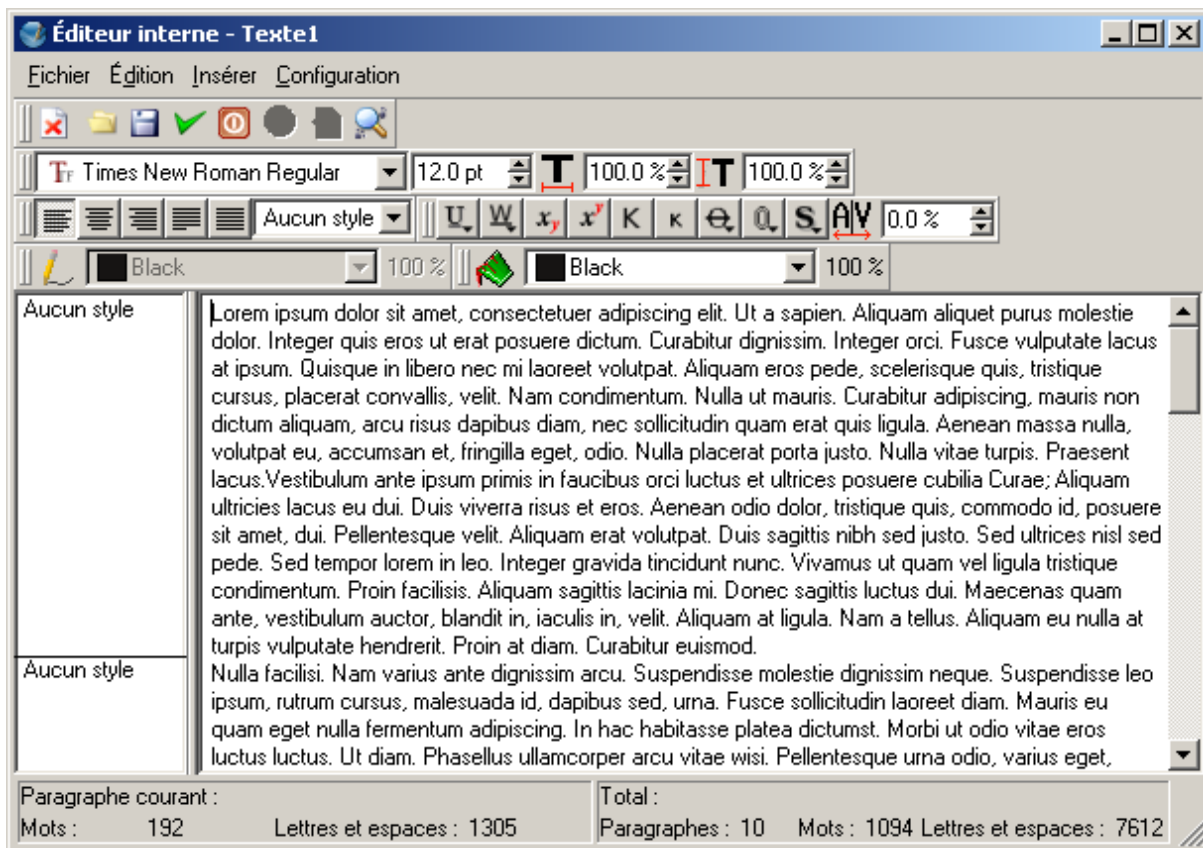 Éditeur interne - Texte1
Fichier Édition Insérer Configuration
Times New Roman Regular 12.0 pt 100.0 % 100.0 %
Aucun style 0.0 %
Black 100 % Black 100 %
Aucun style
Lorem ipsum dolor sit amet, consectetuer adipiscing elit. Ut a sapien. Aliquam aliquet purus molestie
dolor. Integer quis eros ut erat posuere dictum. Curabitur dignissim. Integer orci. Fusce vulputate lacus
at ipsum. Quisque in libero nec mi laoreet volutpat. Aliquam eros pede, scelerisque quis, tristique
cursus, placerat convallis, velit. Nam condimentum. Nulla ut mauris. Curabitur adipiscing, mauris non
dictum aliquam, arcu risus dapibus diam, nec sollicitudin quam erat quis ligula. Aenean massa nulla,
volutpat eu, accumsan et, fringilla eget, odio. Nulla placerat porta justo. Nulla vitae turpis. Praesent
lacus.Vestibulum ante ipsum primis in faucibus orci luctus et ultrices posuere cubilia Curae; Aliquam
ultricies lacus eu dui. Duis viverra risus et eros. Aenean odio dolor, tristique quis, commodo id, posuere
sit amet, dui. Pellentesque velit. Aliquam erat volutpat. Duis sagittis nibh sed justo. Sed ultrices nisl sed
pede. Sed tempor lorem in leo. Integer gravida tincidunt nunc. Vivamus ut quam vel ligula tristique
condimentum. Proin facilisis. Aliquam sagittis lacinia mi. Donec sagittis luctus dui. Maecenas quam
ante, vestibulum auctor, blandit in, iaculis in, velit. Aliquam at ligula. Nam a tellus. Aliquam eu nulla at
turpis vulputate hendrerit. Proin at diam. Curabitur euismod.
Aucun style
Nulla facilisi. Nam varius ante dignissim arcu. Suspendisse molestie dignissim neque. Suspendisse leo
ipsum, rutrum cursus, malesuada id, dapibus sed, urna. Fusce sollicitudin laoreet diam. Mauris eu
quam eget nulla fermentum adipiscing. In hac habitasse platea dictumst. Morbi ut odio vitae eros
luctus luctus. Ut diam. Phasellus ullamcorper arcu vitae wisi. Pellentesque urna odio, varius eget,
Paragraphe courant :
Mots : 192 Lettres et espaces : 1305
Total :
Paragraphes : 10 Mots : 1094 Lettres et espaces : 7612